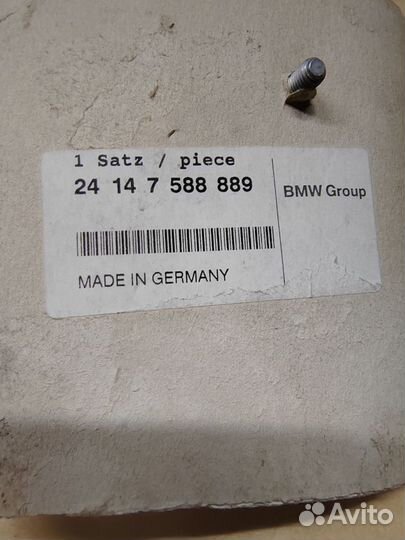 1 Satz / piece
24 14 7 588 889
BMW Group
MADE IN GERMANY
Avito